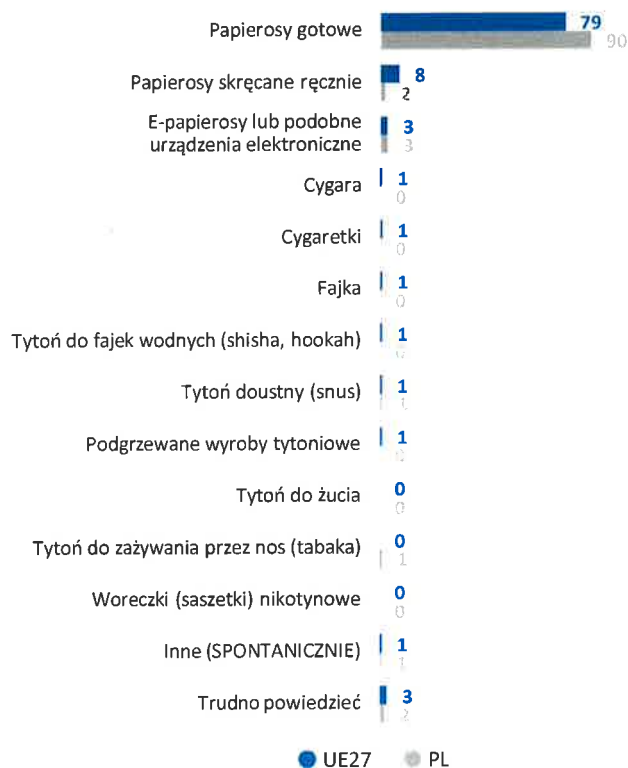 Papierosy gotowe
79
90
Papierosy skręcane ręcznie
8
2
E-papierosy lub podobne
urządzenia elektroniczne
3
3
Cygara
1
0
Cygaretki
1
0
Fajka
1
0
Tytoń do fajek wodnych (shisha, hookah)
1
0
Tytoń doustny (snus)
1
1
Podgrzewane wyroby tytoniowe
1
0
Tytoń do żucia
0
0
Tytoń do zażywania przez nos (tabaka)
0
1
Woreczki (saszetki) nikotynowe
0
0
Inne (SPONTANICZNIE)
1
1
Trudno powiedzieć
3
2
UE27 PL